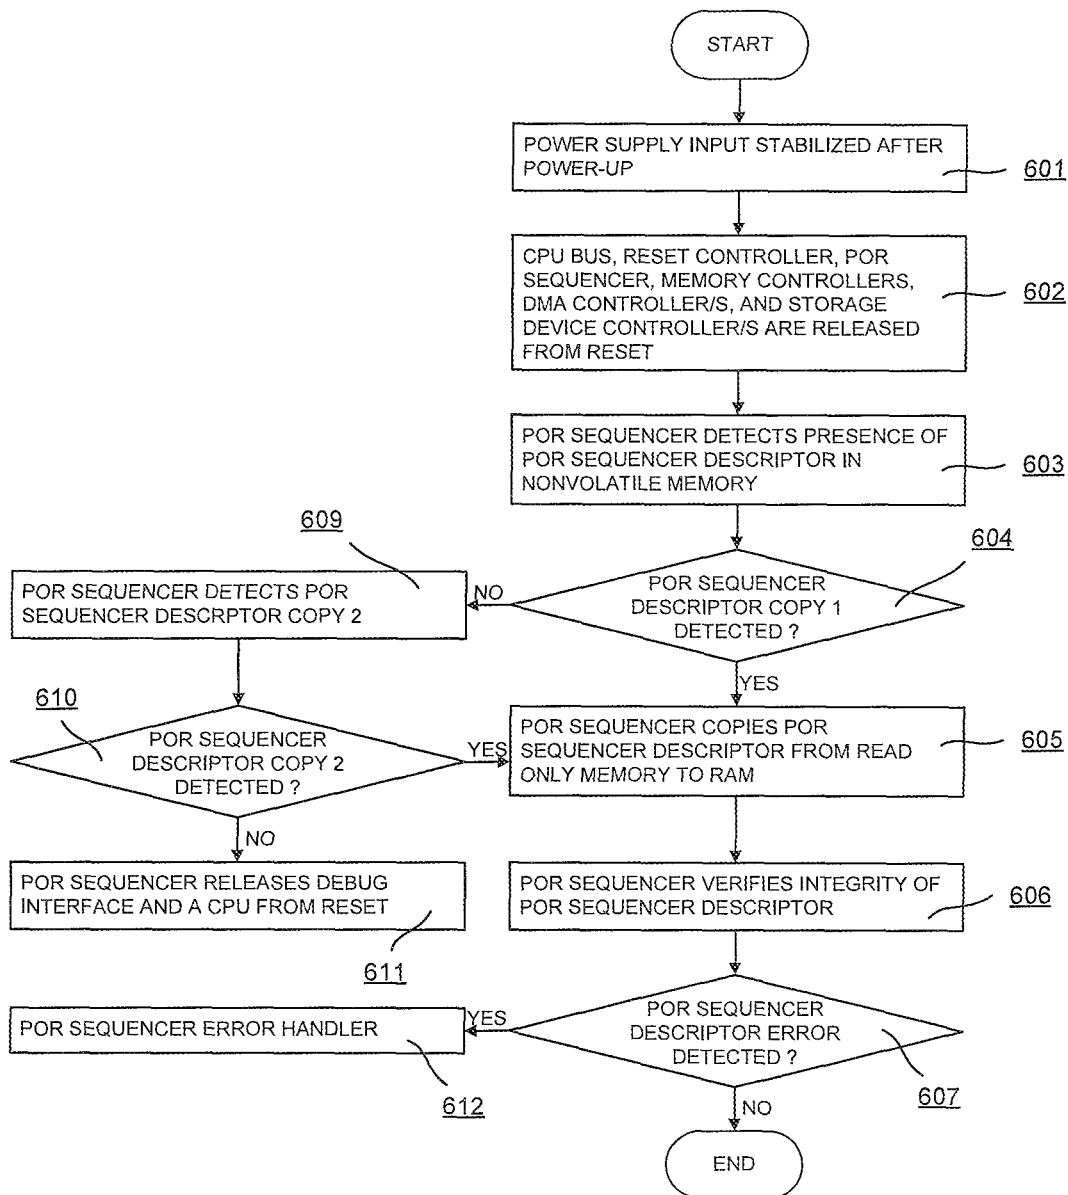 START
POWER SUPPLY INPUT STABILIZED AFTER
POWER-UP
601
CPU BUS, RESET CONTROLLER, POR
SEQUENCER, MEMORY CONTROLLERS,
DMA CONTROLLER/S, AND STORAGE
DEVICE CONTROLLER/S ARE RELEASED
FROM RESET
602
POR SEQUENCER DETECTS PRESENCE OF
POR SEQUENCER DESCRIPTOR IN
NONVOLATILE MEMORY
603
604
POR SEQUENCER
DESCRIPTOR COPY 1
DETECTED ?
NO
YES
609
POR SEQUENCER DETECTS POR
SEQUENCER DESCRPTOR COPY 2
610
POR SEQUENCER
DESCRIPTOR COPY 2
DETECTED ?
YES
NO
POR SEQUENCER COPIES POR
SEQUENCER DESCRIPTOR FROM READ
ONLY MEMORY TO RAM
605
POR SEQUENCER RELEASES DEBUG
INTERFACE AND A CPU FROM RESET
611
POR SEQUENCER VERIFIES INTEGRITY OF
POR SEQUENCER DESCRIPTOR
606
POR SEQUENCER
DESCRIPTOR ERROR
DETECTED ?
607
YES
POR SEQUENCER ERROR HANDLER
612
NO
END